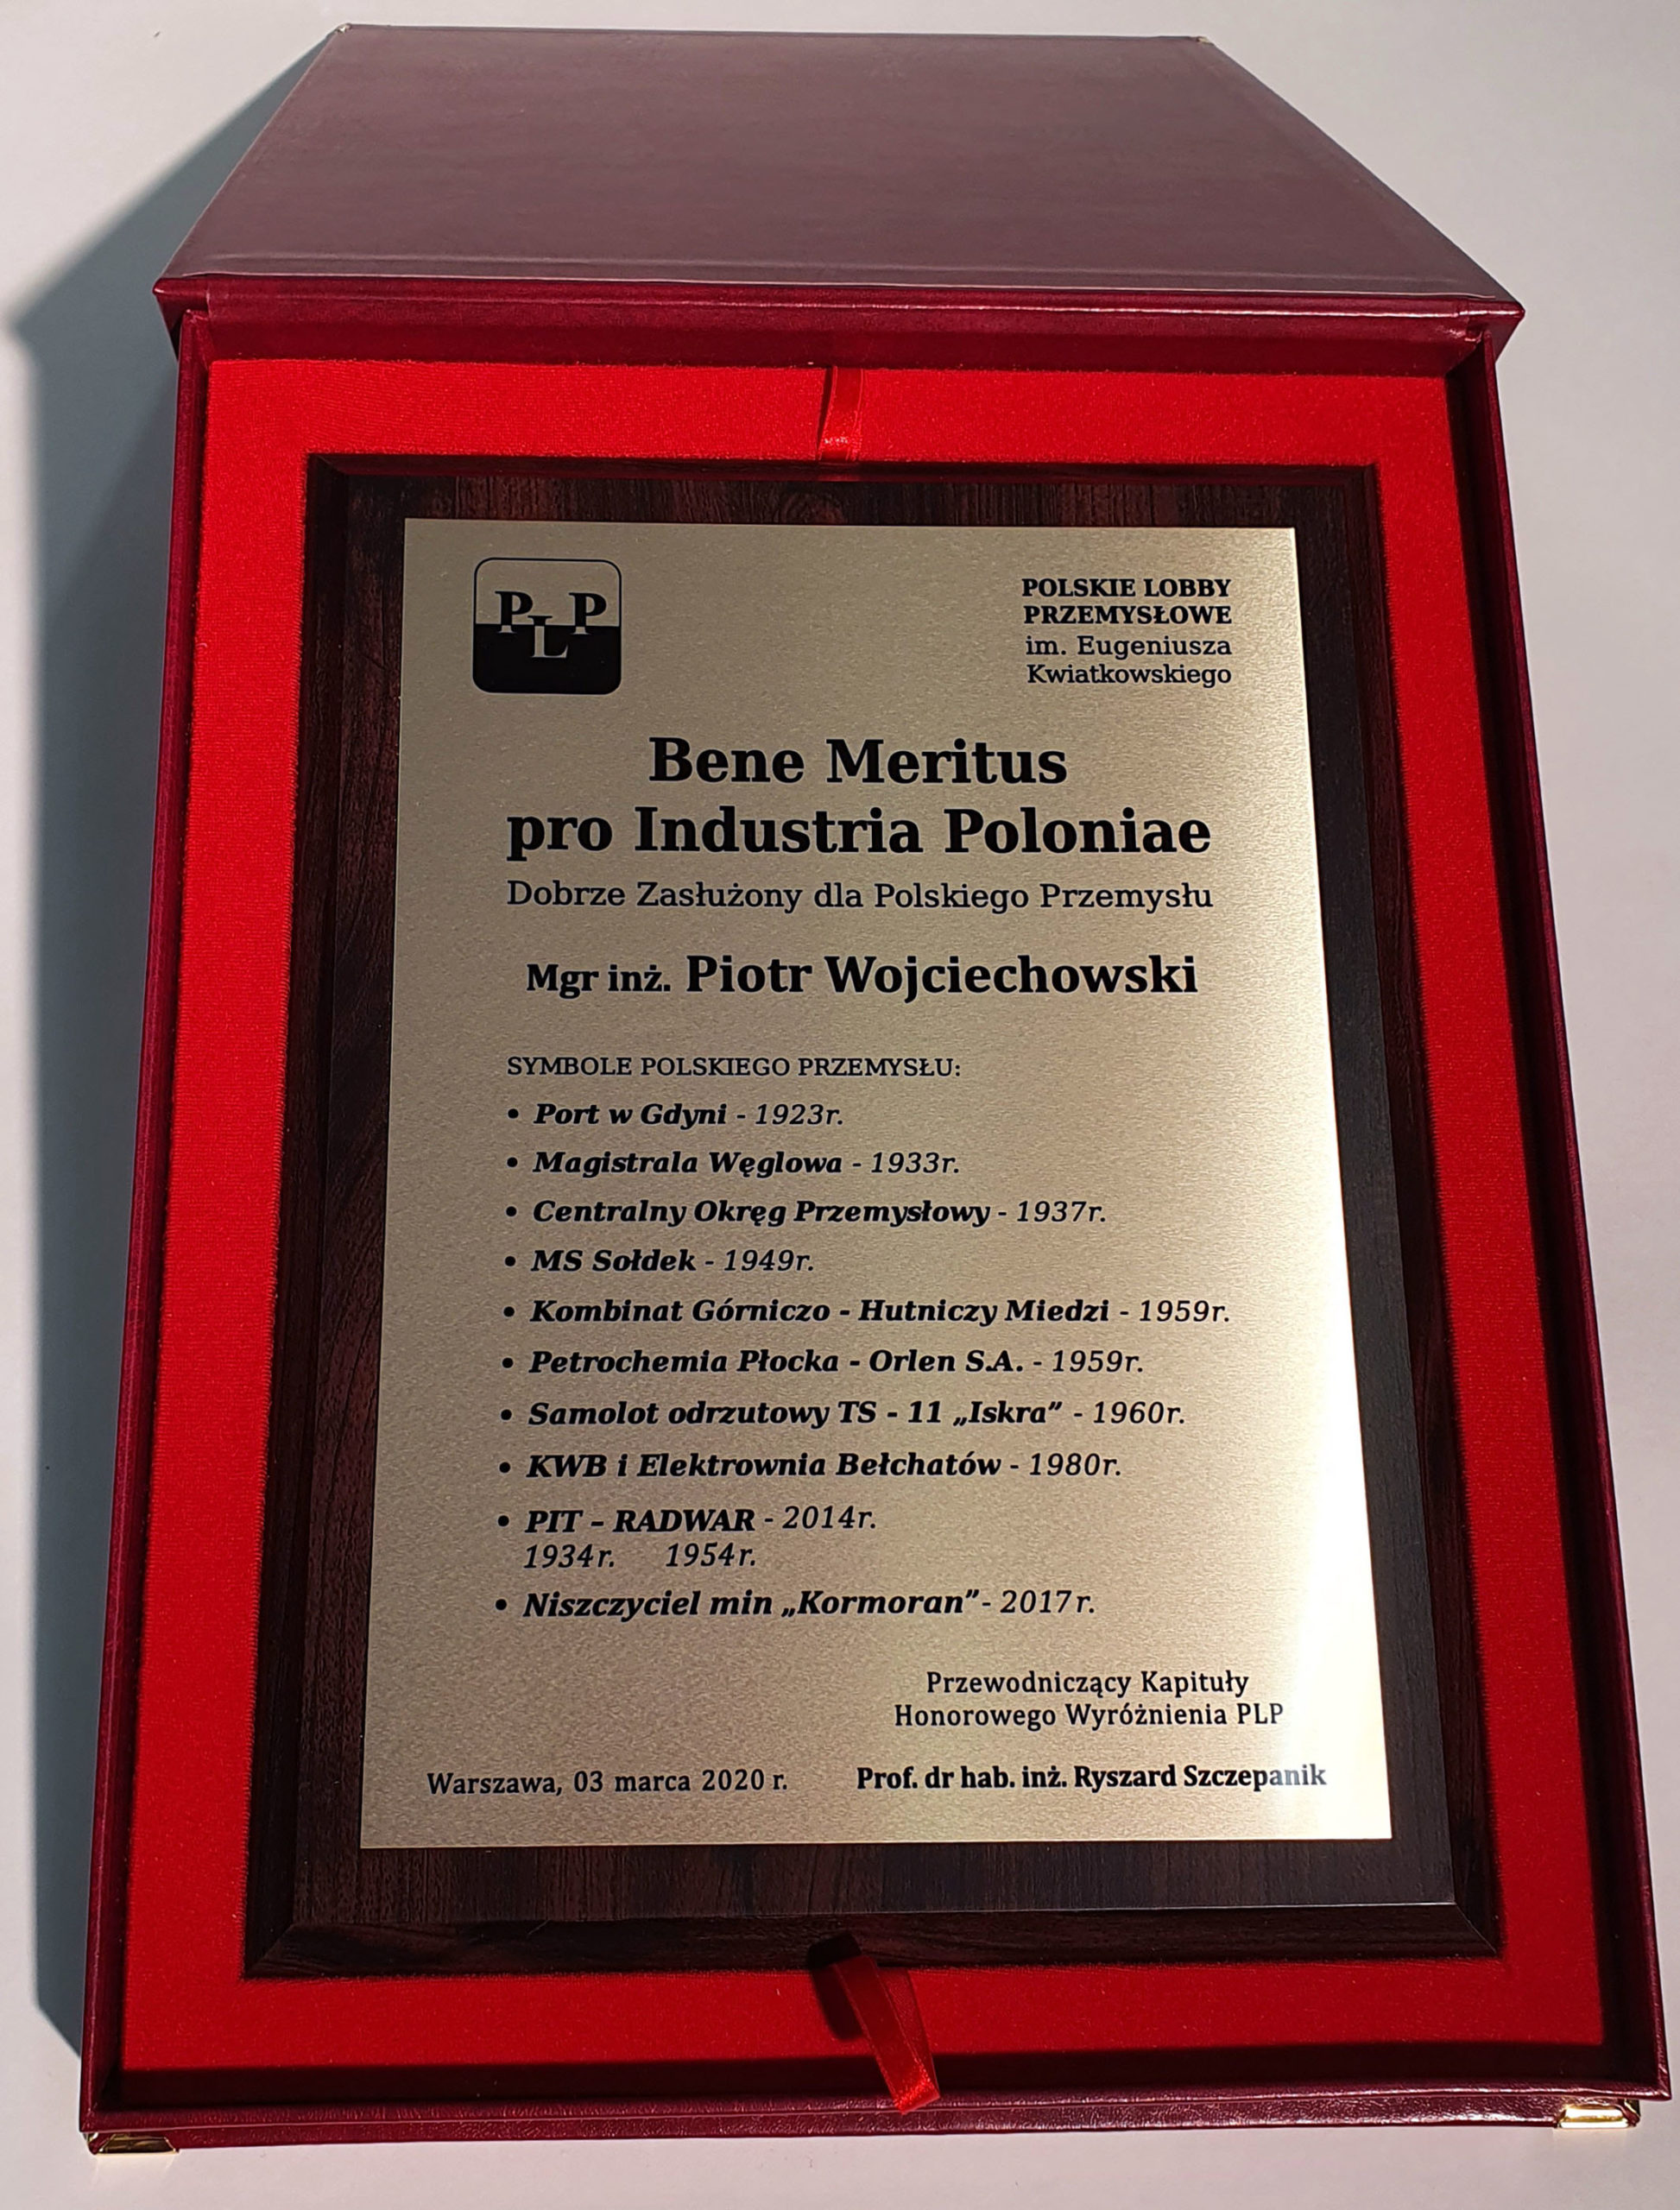 PLP
POLSKIE LOBBY
PRZEMYSŁOWE
im. Eugeniusza
Kwiatkowskiego
Bene Meritus
pro Industria Poloniae
Dobrze Zasłużony dla Polskiego Przemysłu
Mgr inż. Piotr Wojciechowski
SYMBOLE POLSKIEGO PRZEMYSŁU:
• Port w Gdyni - 1923r.
• Magistrala Węglowa - 1933r.
• Centralny Okręg Przemysłowy - 1937r.
• MS Sołdek - 1949r.
• Kombinat Górniczo - Hutniczy Miedzi - 1959r.
• Petrochemia Płocka - Orlen S.A. - 1959r.
• Samolot odrzutowy TS - 11 „Iskra” - 1960r.
• KWB i Elektrownia Bełchatów - 1980r.
• PIT – RADWAR - 2014r.
1934r. 1954r.
• Niszczyciel min „Kormoran”- 2017r.
Przewodniczący Kapituły
Honorowego Wyróżnienia PLP
Warszawa, 03 marca 2020 r. Prof. dr hab. inż. Ryszard Szczepanik